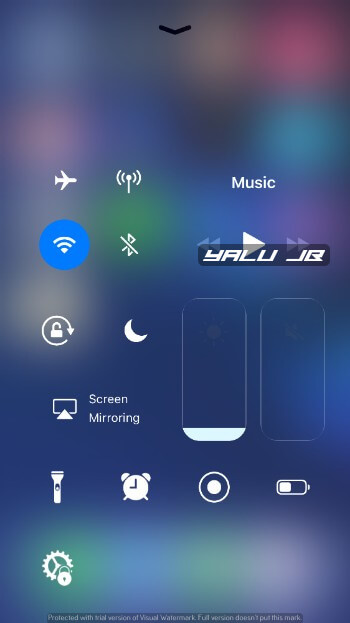 Music
YALU JB
Screen
Mirroring
Protected with trial version of Visual Watermark. Full version doesn't put this mark.